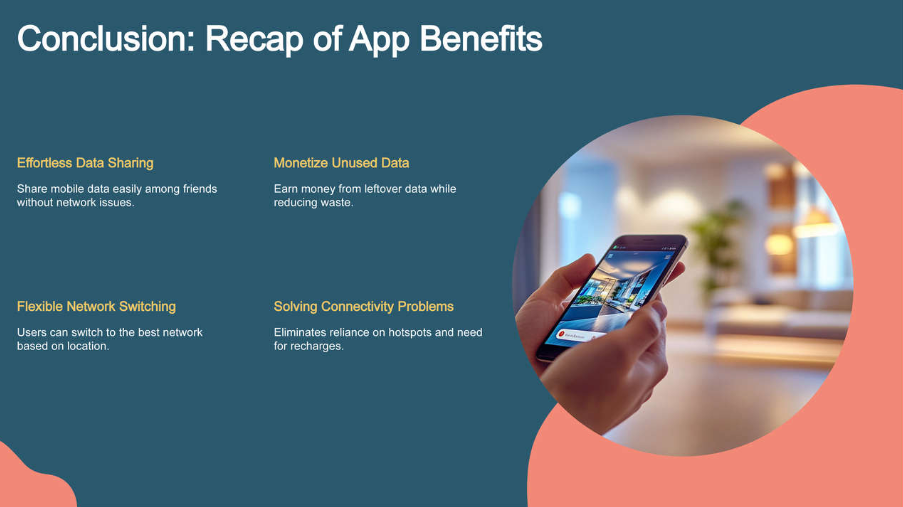 Conclusion: Recap of App Benefits
Effortless Data Sharing
Share mobile data easily among friends
without network issues.
Monetize Unused Data
Earn money from leftover data while
reducing waste.
Flexible Network Switching
Users can switch to the best network
based on location.
Solving Connectivity Problems
Eliminates reliance on hotspots and need
for recharges.